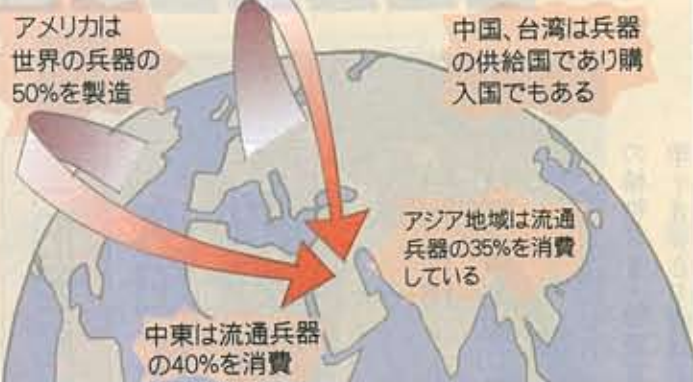 アメリカは
世界の兵器の
50%を製造
中国、台湾は兵器
の供給国であり購
入国でもある
アジア地域は流通
兵器の35%を消費
している
中東は流通兵器
の40%を消費